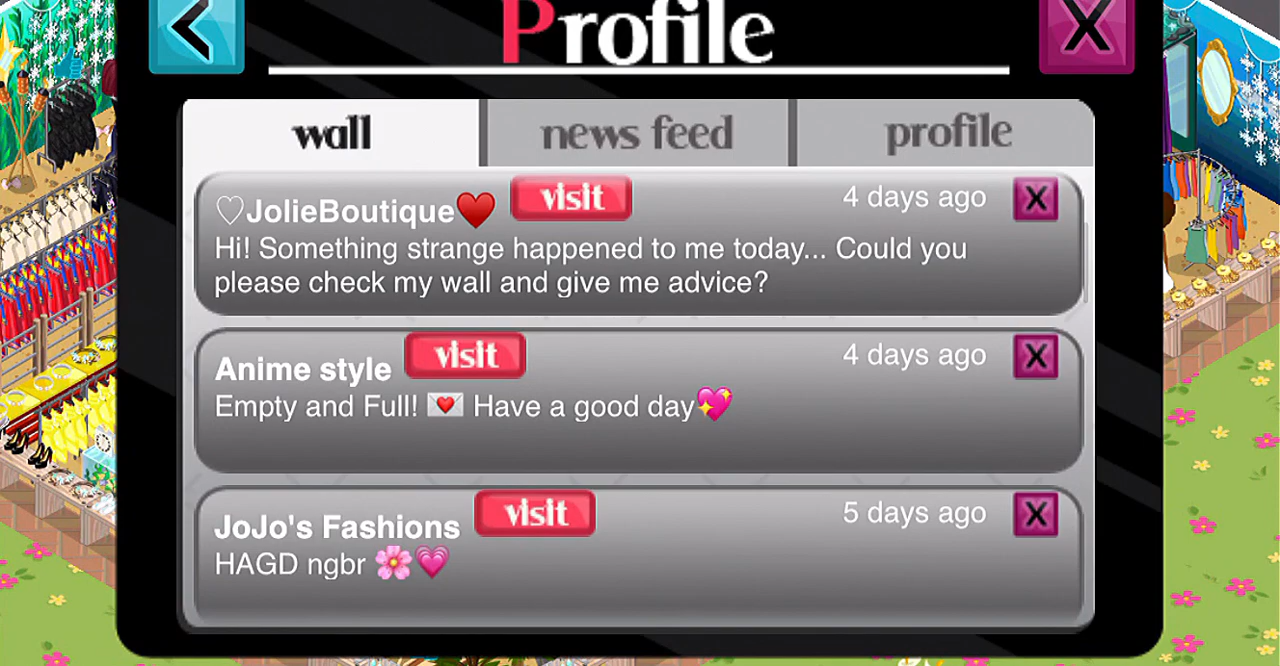 Profile
wall
news feed
profile
♡JolieBoutique❤️ visit 4 days ago X
Hi! Something strange happened to me today... Could you
please check my wall and give me advice?
Anime style visit 4 days ago X
Empty and Full! 💌 Have a good day💖
JoJo's Fashions visit 5 days ago X
HAGD ngbr 🌸💗